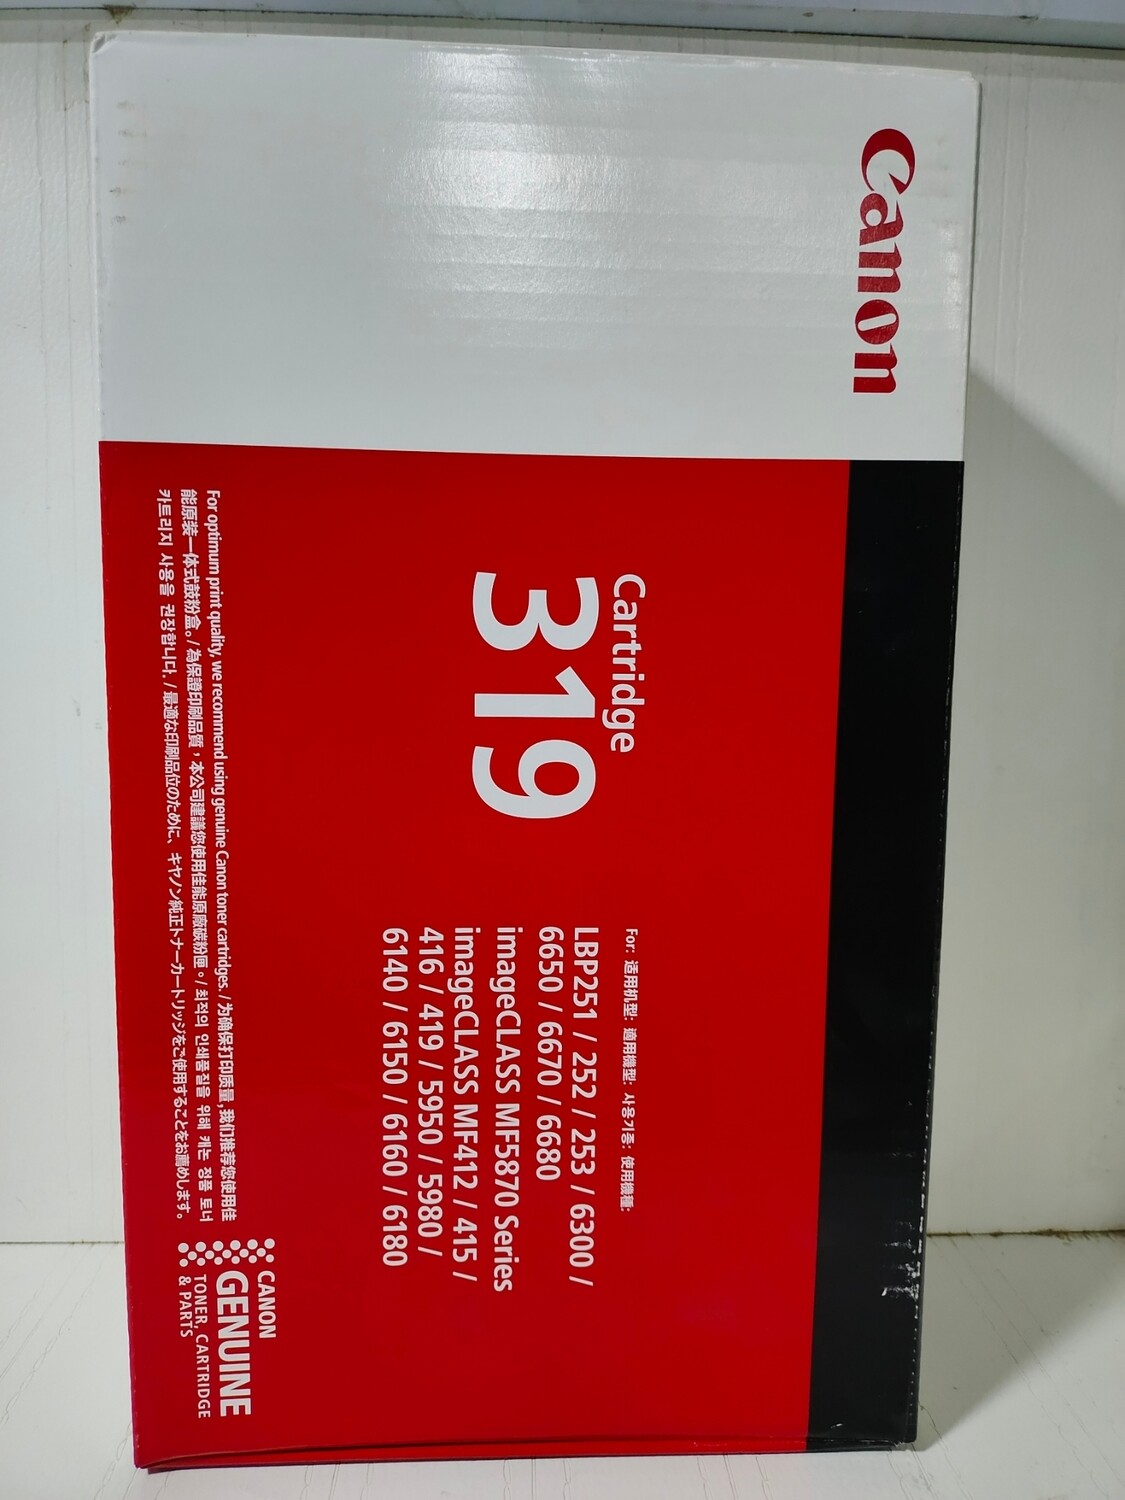 Canon
Cartridge
319
For: 适用机型: 適用機型: 사용기종: 使用機種:
LBP251 / 252 / 253 / 6300 /
6650 / 6670 / 6680
imageCLASS MF5870 Series
imageCLASS MF412 / 415 /
416 / 419 / 5950 / 5980 /
6140 / 6150 / 6160 / 6180
For optimum print quality, we recommend using genuine Canon toner cartridges. / 为确保打印质量,我们推荐您使用佳
能原装一体式鼓粉盒。/ 為保證印刷品質，本公司建議您使用佳能原廠碳粉匣。/ 최적의 인쇄품질을 위해 캐논 정품 토너
카트리지 사용을 권장합니다. / 最適な印刷品位のために、キヤノン純正トナーカートリッジをご使用することをお薦めします。
CANON
GENUINE
TONER, CARTRIDGE
& PARTS